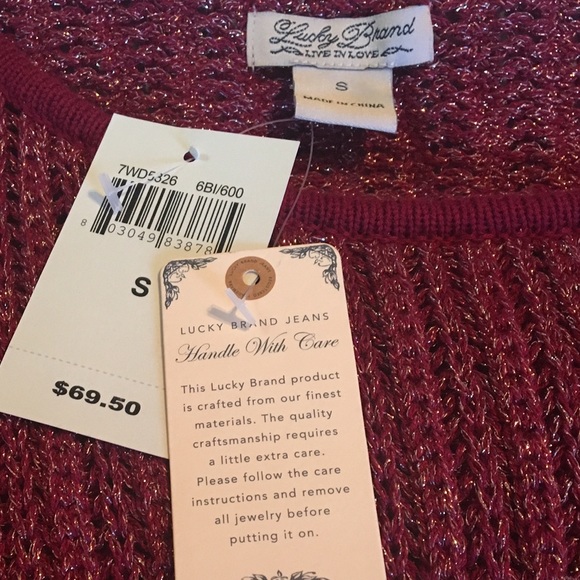 Lucky Brand
LIVE IN LOVE
S
MADE IN CHINA
7WD5326 6BI/600
8 03049 83878
S
$69.50
LUCKY BRAND JEANS
Handle With Care
This Lucky Brand product
is crafted from our finest
materials. The quality
craftsmanship requires
a little extra care.
Please follow the care
instructions and remove
all jewelry before
putting it on.